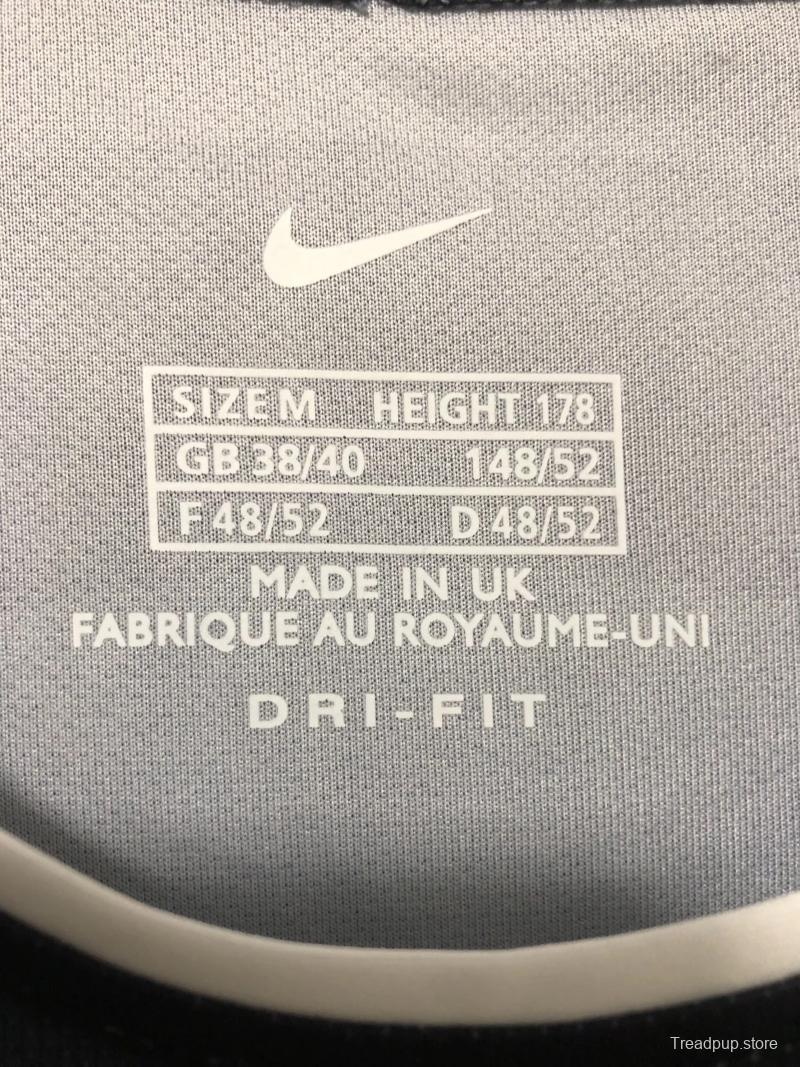 SIZE M HEIGHT 178
GB 38/40 148/52
F 48/52 D 48/52
MADE IN UK
FABRIQUE AU ROYAUME-UNI
DRI-FIT
Treadpup.store